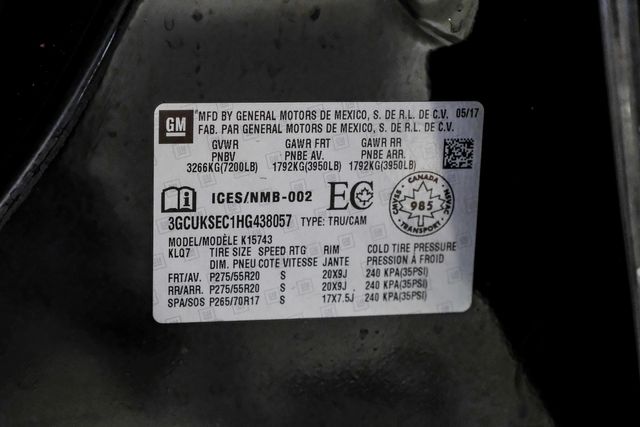 GM
MFD BY GENERAL MOTORS DE MEXICO, S. DE R.L. DE C.V. 05/17
FAB. PAR GENERAL MOTORS DE MEXICO, S. DE R.L. DE C.V.
GVWR GAWR FRT GAWR RR
PNBV PNBE AV. PNBE ARR.
3266KG(7200LB) 1792KG(3950LB) 1792KG(3950LB)
i ICES/NMB-002 EC
CANADA
985
CMVSS NSVAC
TRANSPORT
3GCUKSEC1HG438057 TYPE: TRU/CAM
MODEL/MODÈLE K15743
KLQ7 TIRE SIZE SPEED RTG RIM COLD TIRE PRESSURE
DIM. PNEU COTE VITESSE JANTE PRESSION À FROID
FRT/AV. P275/55R20 S 20X9J 240 KPA(35PSI)
RR/ARR. P275/55R20 S 20X9J 240 KPA(35PSI)
SPA/SOS P265/70R17 S 17X7.5J 240 KPA(35PSI)